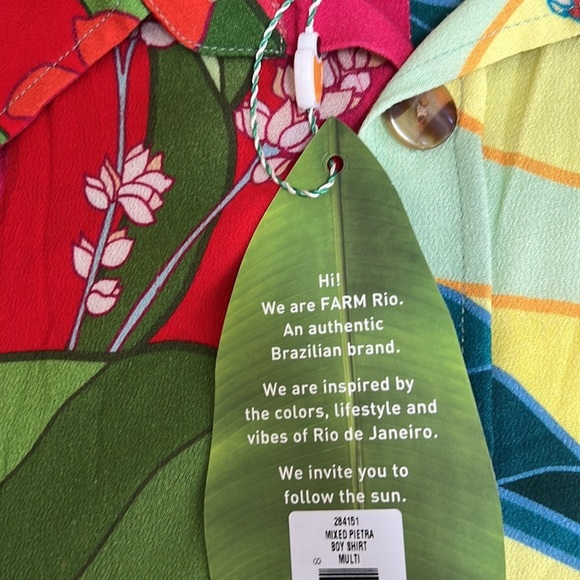 Hi!
We are FARM Rio.
An authentic
Brazilian brand.
We are inspired by
the colors, lifestyle and
vibes of Rio de Janeiro.
We invite you to
follow the sun.
284151
MIXED PIETRA
BOY SHIRT
MULTI